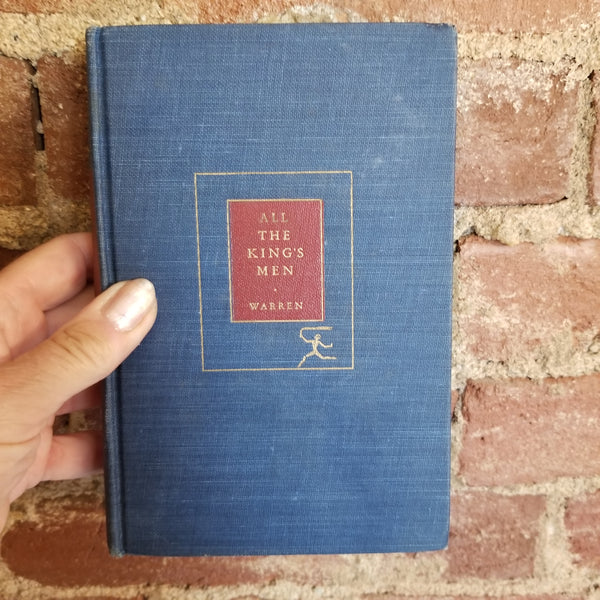 ALL
THE
KING'S
MEN
·
WARREN